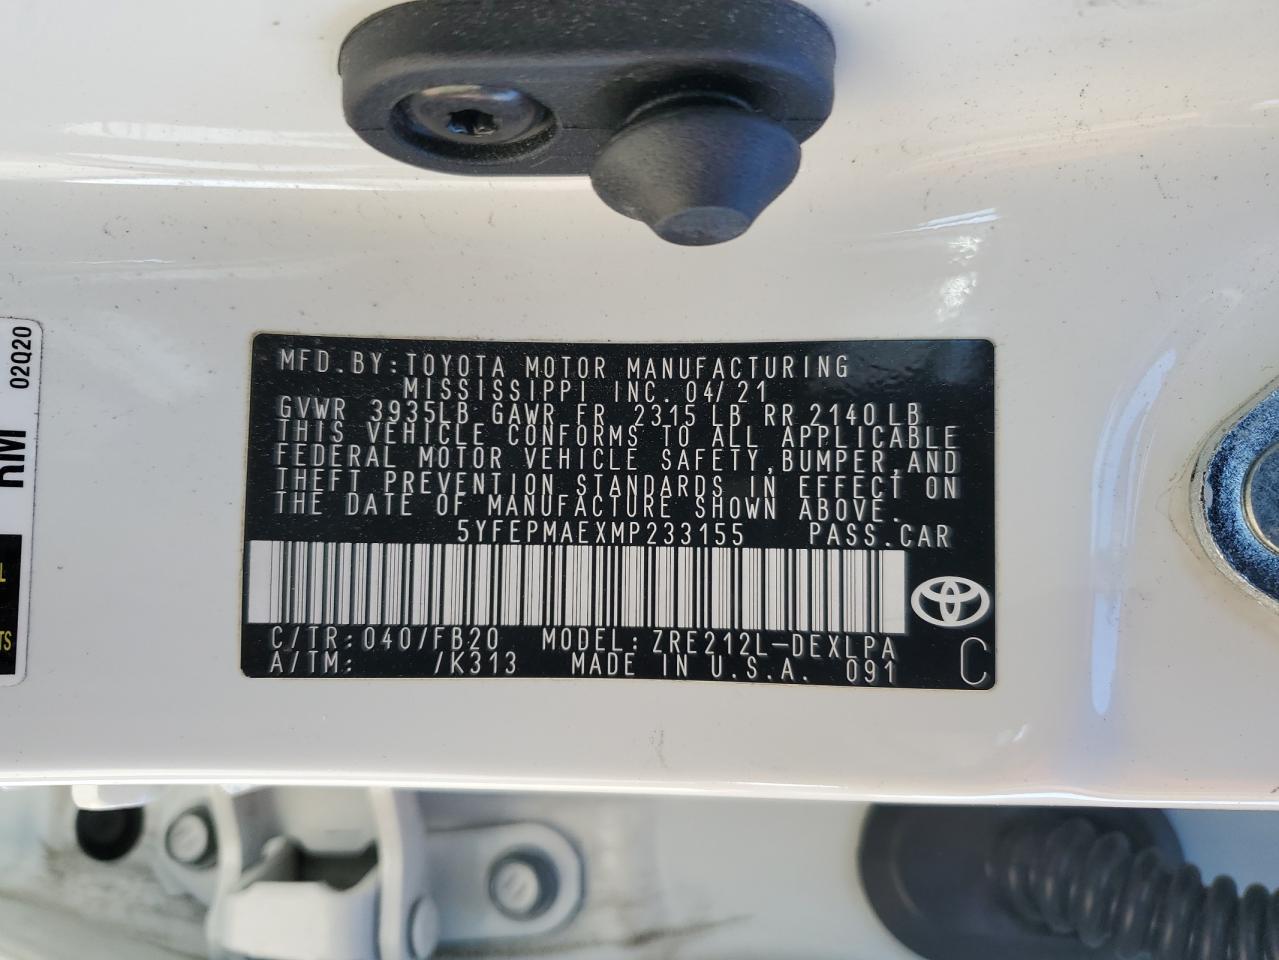 MFD.BY:TOYOTA MOTOR MANUFACTURING
MISSISSIPPI INC. 04/21
GVWR 3935LB GAWR FR 2315 LB RR 2140 LB
THIS VEHICLE CONFORMS TO ALL APPLICABLE
FEDERAL MOTOR VEHICLE SAFETY,BUMPER,AND
THEFT PREVENTION STANDARDS IN EFFECT ON
THE DATE OF MANUFACTURE SHOWN ABOVE.
5YFEPMAEXMP233155 PASS.CAR
C/TR:040/FB20 MODEL:ZRE212L-DEXLPA
A/TM: /K313 MADE IN U.S.A. 091
C
02Q20